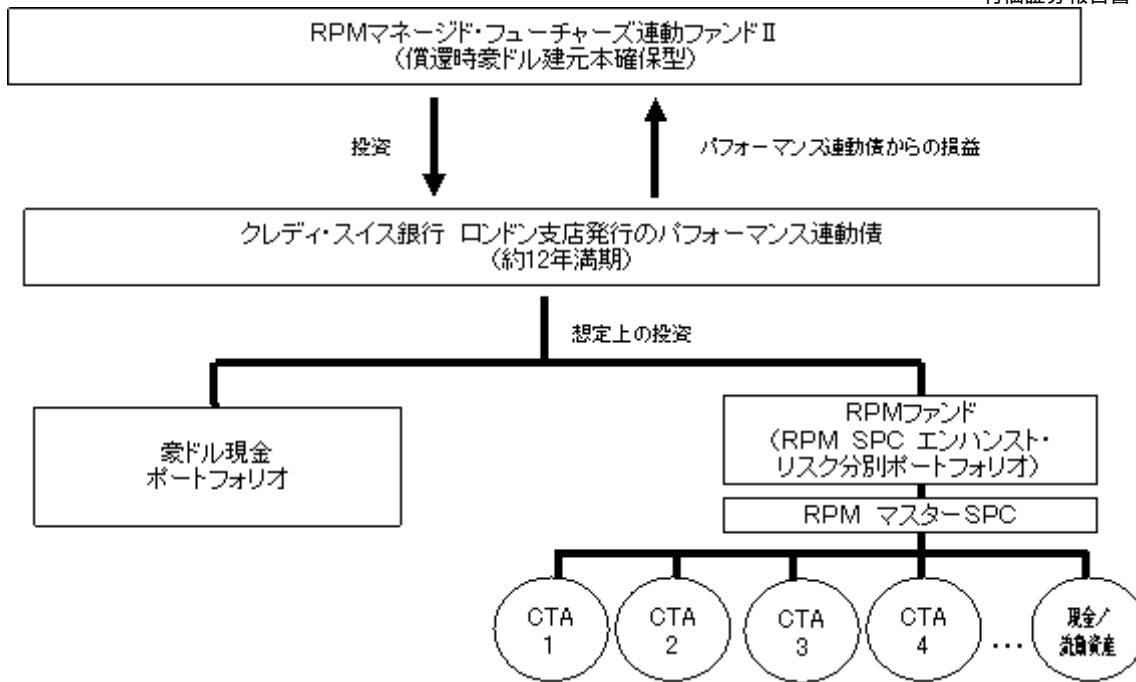 RPMマネージド・フューチャーズ連動ファンドⅡ
（償還時豪ドル建元本確保型）
投資
パフォーマンス連動債からの損益
クレディ・スイス銀行 ロンドン支店発行のパフォーマンス連動債
（約12年満期）
想定上の投資
豪ドル現金
ポートフォリオ
RPMファンド
（RPM SPC エンハンスト・
リスク分別ポートフォリオ）
RPM マスターSPC
CTA
1
CTA
2
CTA
3
CTA
4
…
現金／
流動資産